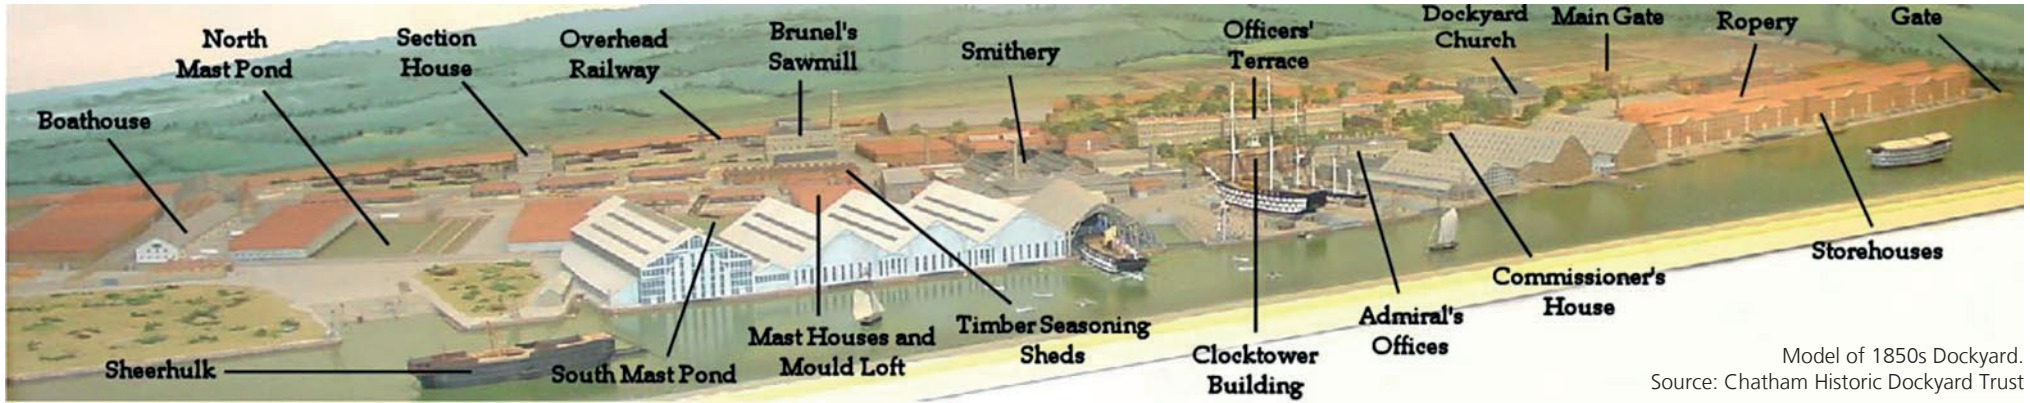 Boathouse
North
Mast Pond
Section
House
Overhead
Railway
Brunel's
Sawmill
Smithery
Officers'
Terrace
Dockyard
Church
Main Gate
Ropery
Gate
Sheerhulk
South Mast Pond
Mast Houses and
Mould Loft
Timber Seasoning
Sheds
Clocktower
Building
Admiral's
Offices
Commissioner's
House
Storehouses
Model of 1850s Dockyard.
Source: Chatham Historic Dockyard Trust